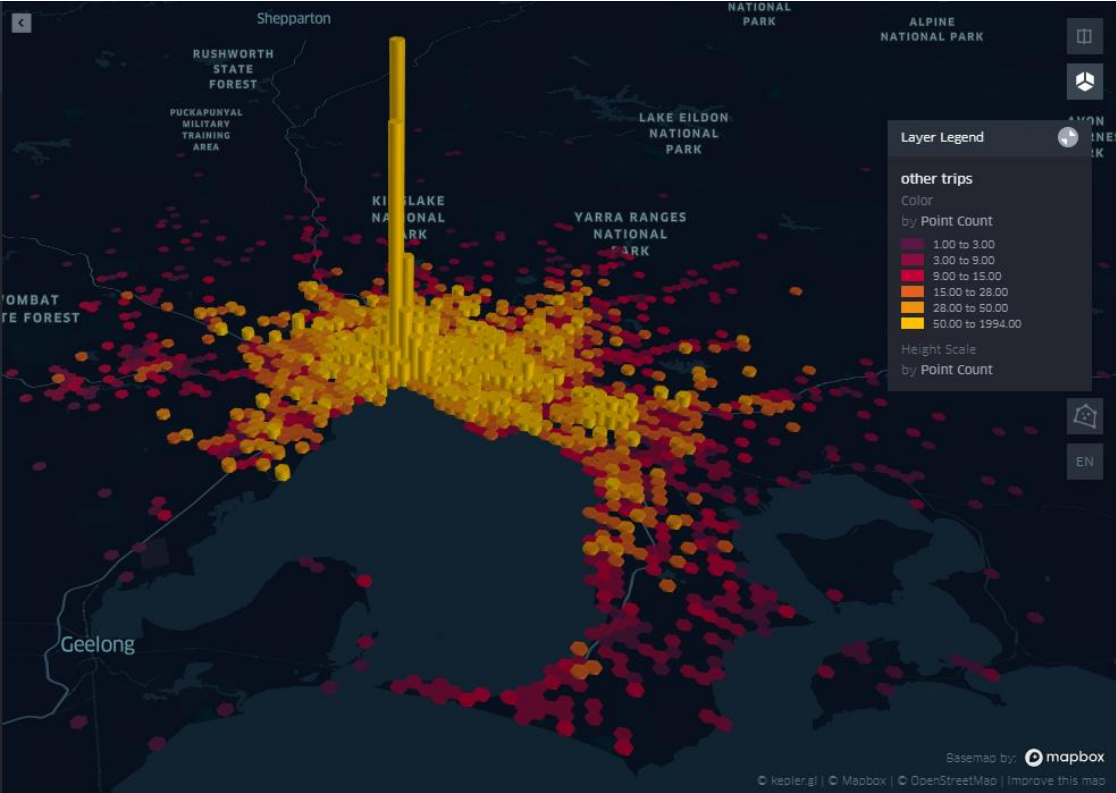 Shepparton
NATIONAL
PARK
ALPINE
NATIONAL PARK
RUSHWORTH
STATE
FOREST
PUCKAPUNYAL
MILITARY
TRAINING
AREA
LAKE EILDON
NATIONAL
PARK
YARRA RANGES
NATIONAL
PARK
NATIONAL
Layer Legend
other trips
Color
by Point Count
1.00 to 3.00
3.00 to 9.00
9.00 to 15.00
15.00 to 28.00
28.00 to 50.00
50.00 to 1994.00
Height Scale
by Point Count
EN
OMBAT
TE FOREST
Geelong
Basemap by: mapbox
© kepler.gl | © Mapbox | © OpenStreetMap | Improve this map